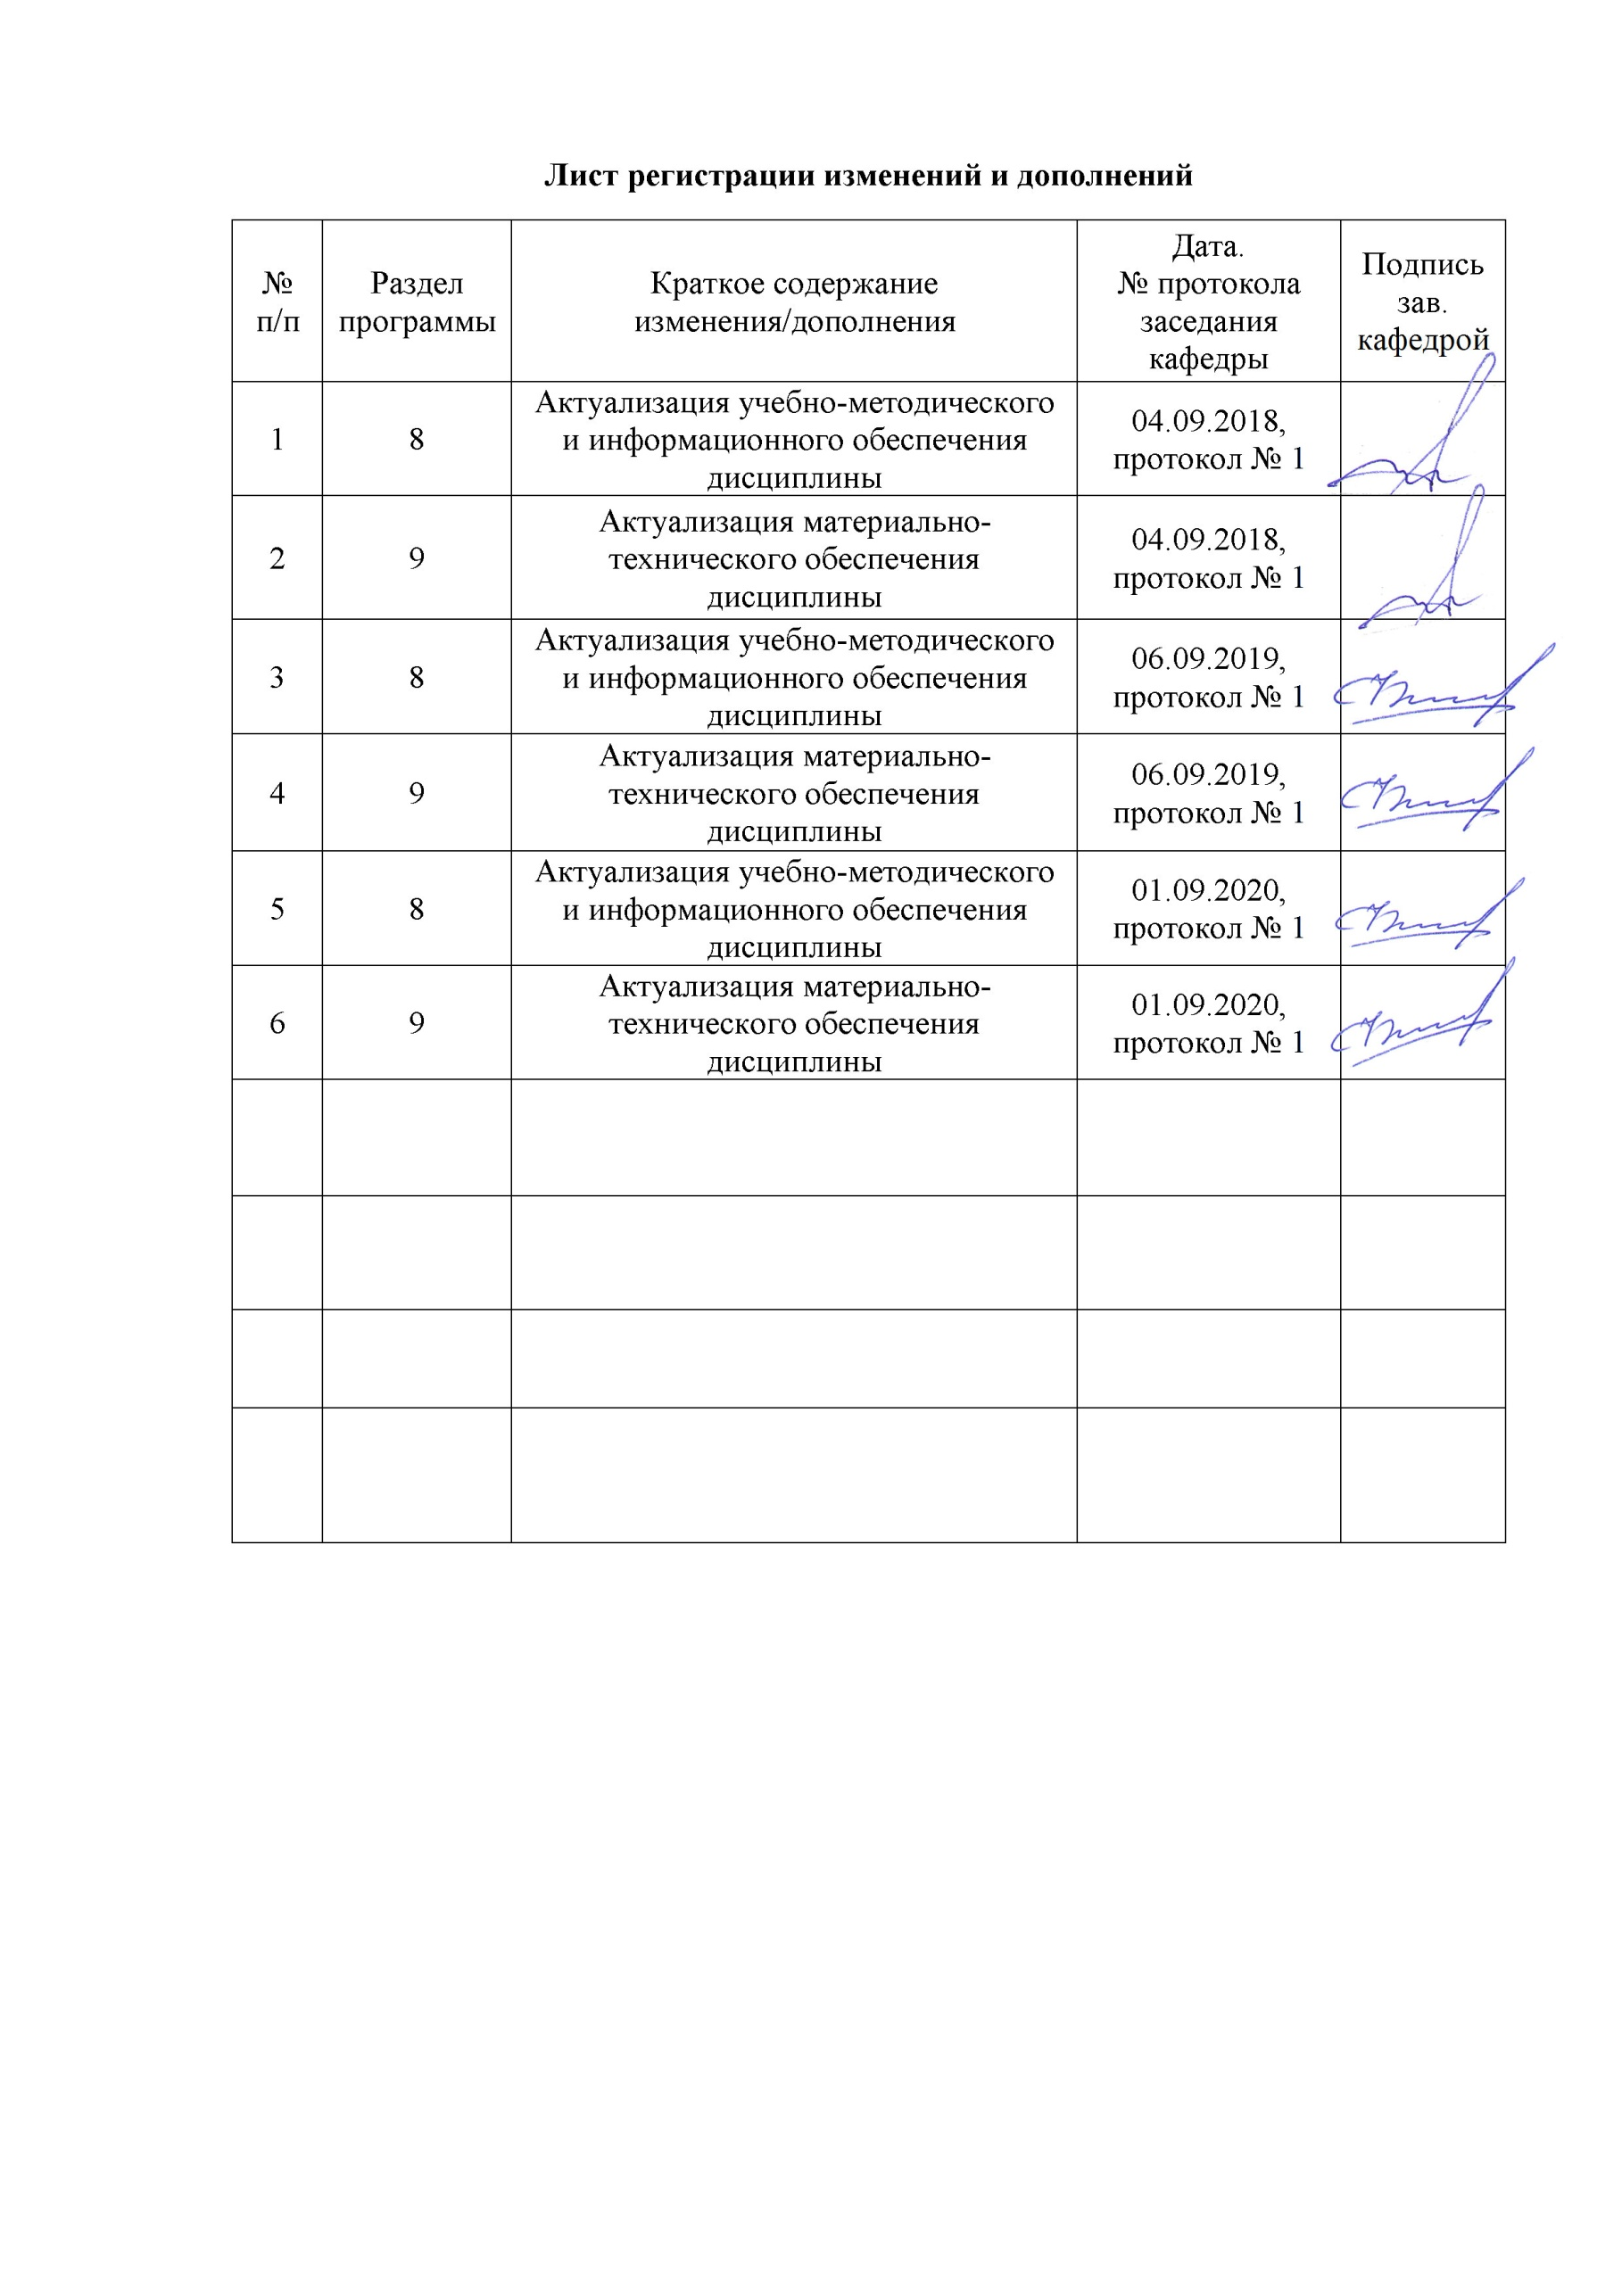 Лист регистрации изменений и дополнений
№
п/п
Раздел
программы
Краткое содержание
изменения/дополнения
Дата.
№ протокола
заседания
кафедры
Подпись
зав.
кафедрой
1
8
Актуализация учебно-методического
и информационного обеспечения
дисциплины
04.09.2018,
протокол № 1
2
9
Актуализация материально-
технического обеспечения
дисциплины
04.09.2018,
протокол № 1
3
8
Актуализация учебно-методического
и информационного обеспечения
дисциплины
06.09.2019,
протокол № 1
4
9
Актуализация материально-
технического обеспечения
дисциплины
06.09.2019,
протокол № 1
5
8
Актуализация учебно-методического
и информационного обеспечения
дисциплины
01.09.2020,
протокол № 1
6
9
Актуализация материально-
технического обеспечения
дисциплины
01.09.2020,
протокол № 1